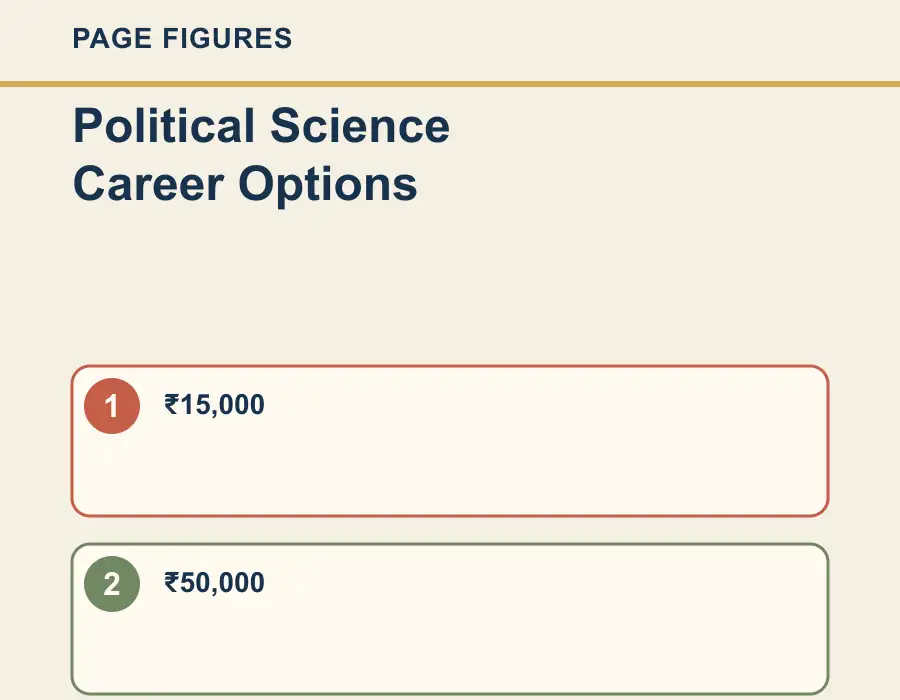 PAGE FIGURES
Political Science
Career Options
1
₹15,000
2
₹50,000